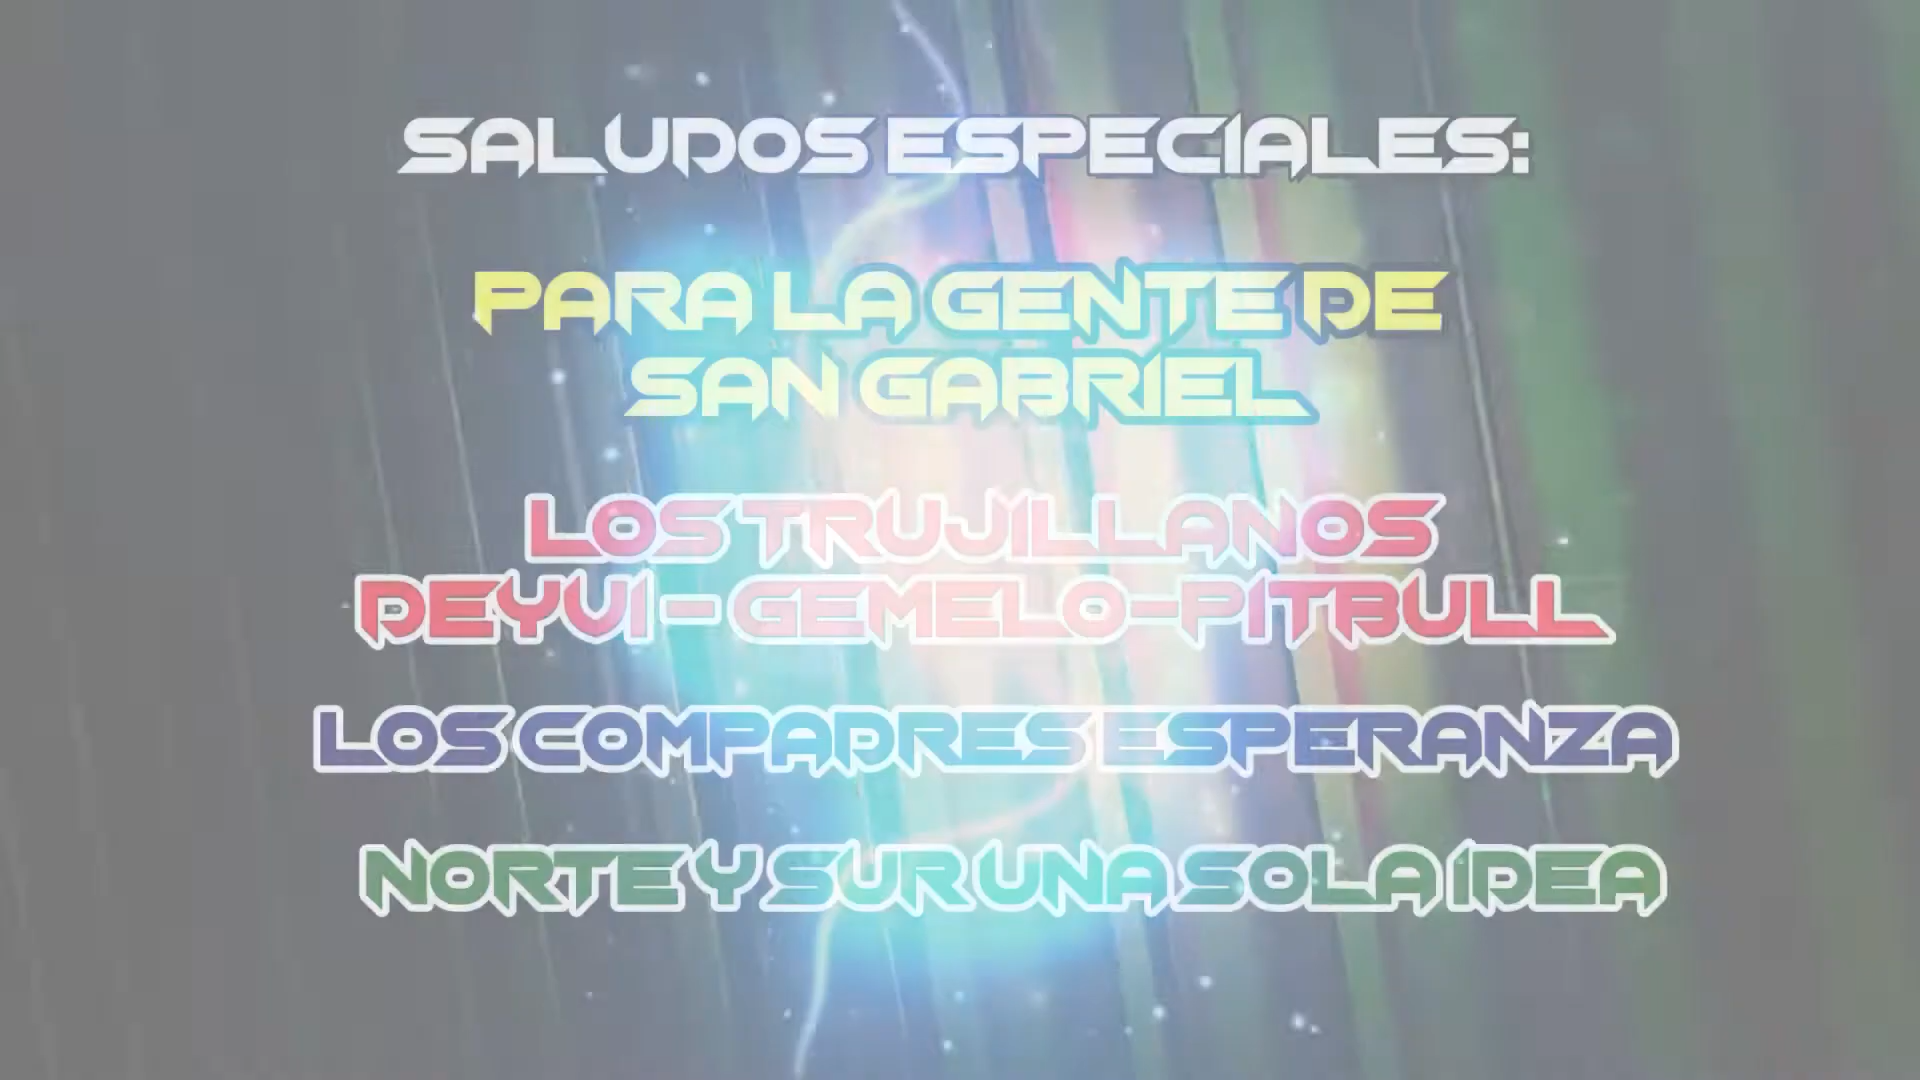 SALUDOS ESPECIALES:
PARA LA GENTE DE
SAN GABRIEL
LOS TRUJILLANOS
DEYVI - GEMELO-PITBULL
LOS COMPADRES ESPERANZA
NORTE Y SUR UNA SOLA IDEA